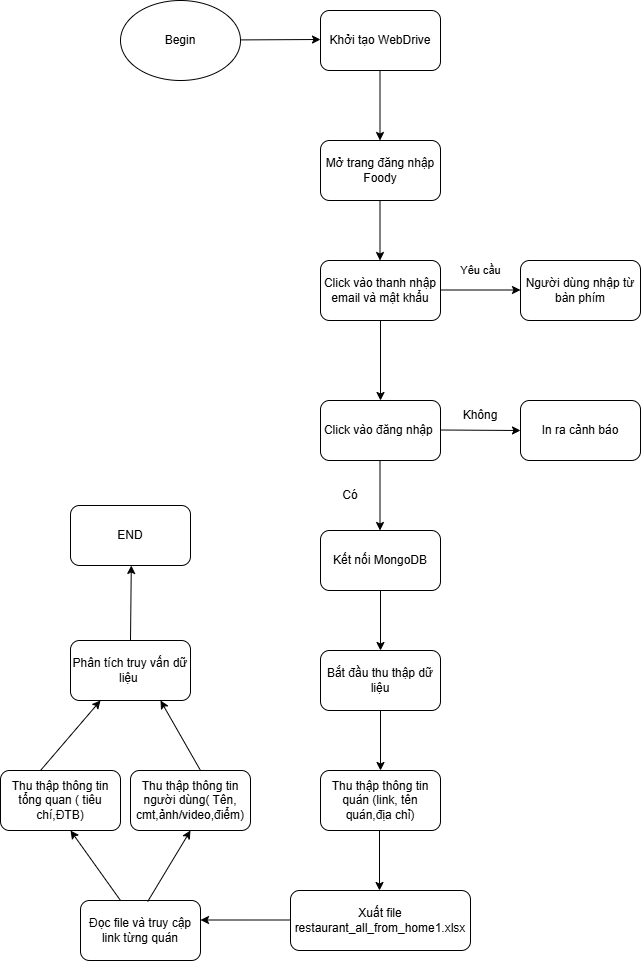 Begin
Khởi tạo WebDrive
Mở trang đăng nhập
Foody
Click vào thanh nhập
email và mật khẩu
Yêu cầu
Người dùng nhập từ
bản phím
Click vào đăng nhập
Không
In ra cảnh báo
Có
Kết nối MongoDB
Bắt đầu thu thập dữ
liệu
Thu thập thông tin
quán (link, tên
quán,địa chỉ)
Xuất file
restaurant_all_from_home1.xlsx
Đọc file và truy cập
link từng quán
Thu thập thông tin
tổng quan ( tiêu
chí,ĐTB)
Thu thập thông tin
người dùng( Tên,
cmt,ảnh/video,điểm)
Phân tích truy vấn dữ
liệu
END